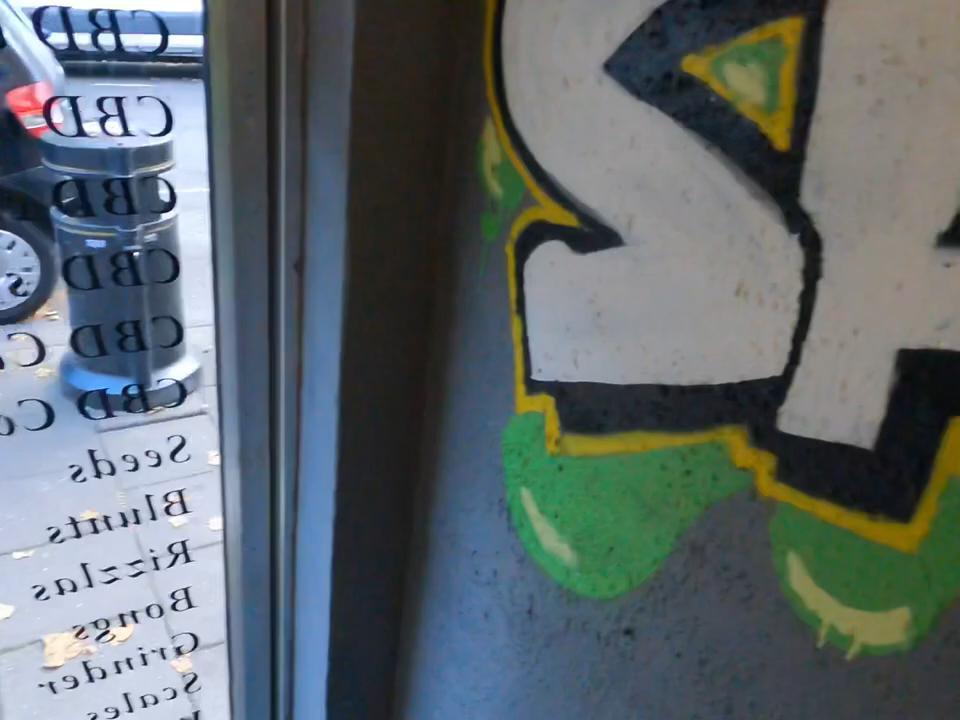 CBD
CBD
CBD
CBD
CBD
CBD
Seeds
Blunts
Rizzlas
Bongs
Grinder
Scales